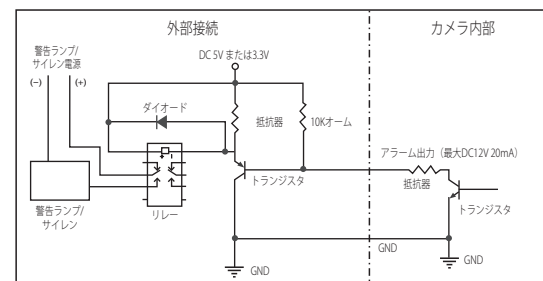 外部接続
カメラ内部
警告ランプ/
サイレン電源
(−)
(+)
DC 5V または3.3V
ダイオード
抵抗器
10Kオーム
アラーム出力（最大DC12V 20mA）
抵抗器
トランジスタ
トランジスタ
警告ランプ/
サイレン
リレー
GND
GND
GND